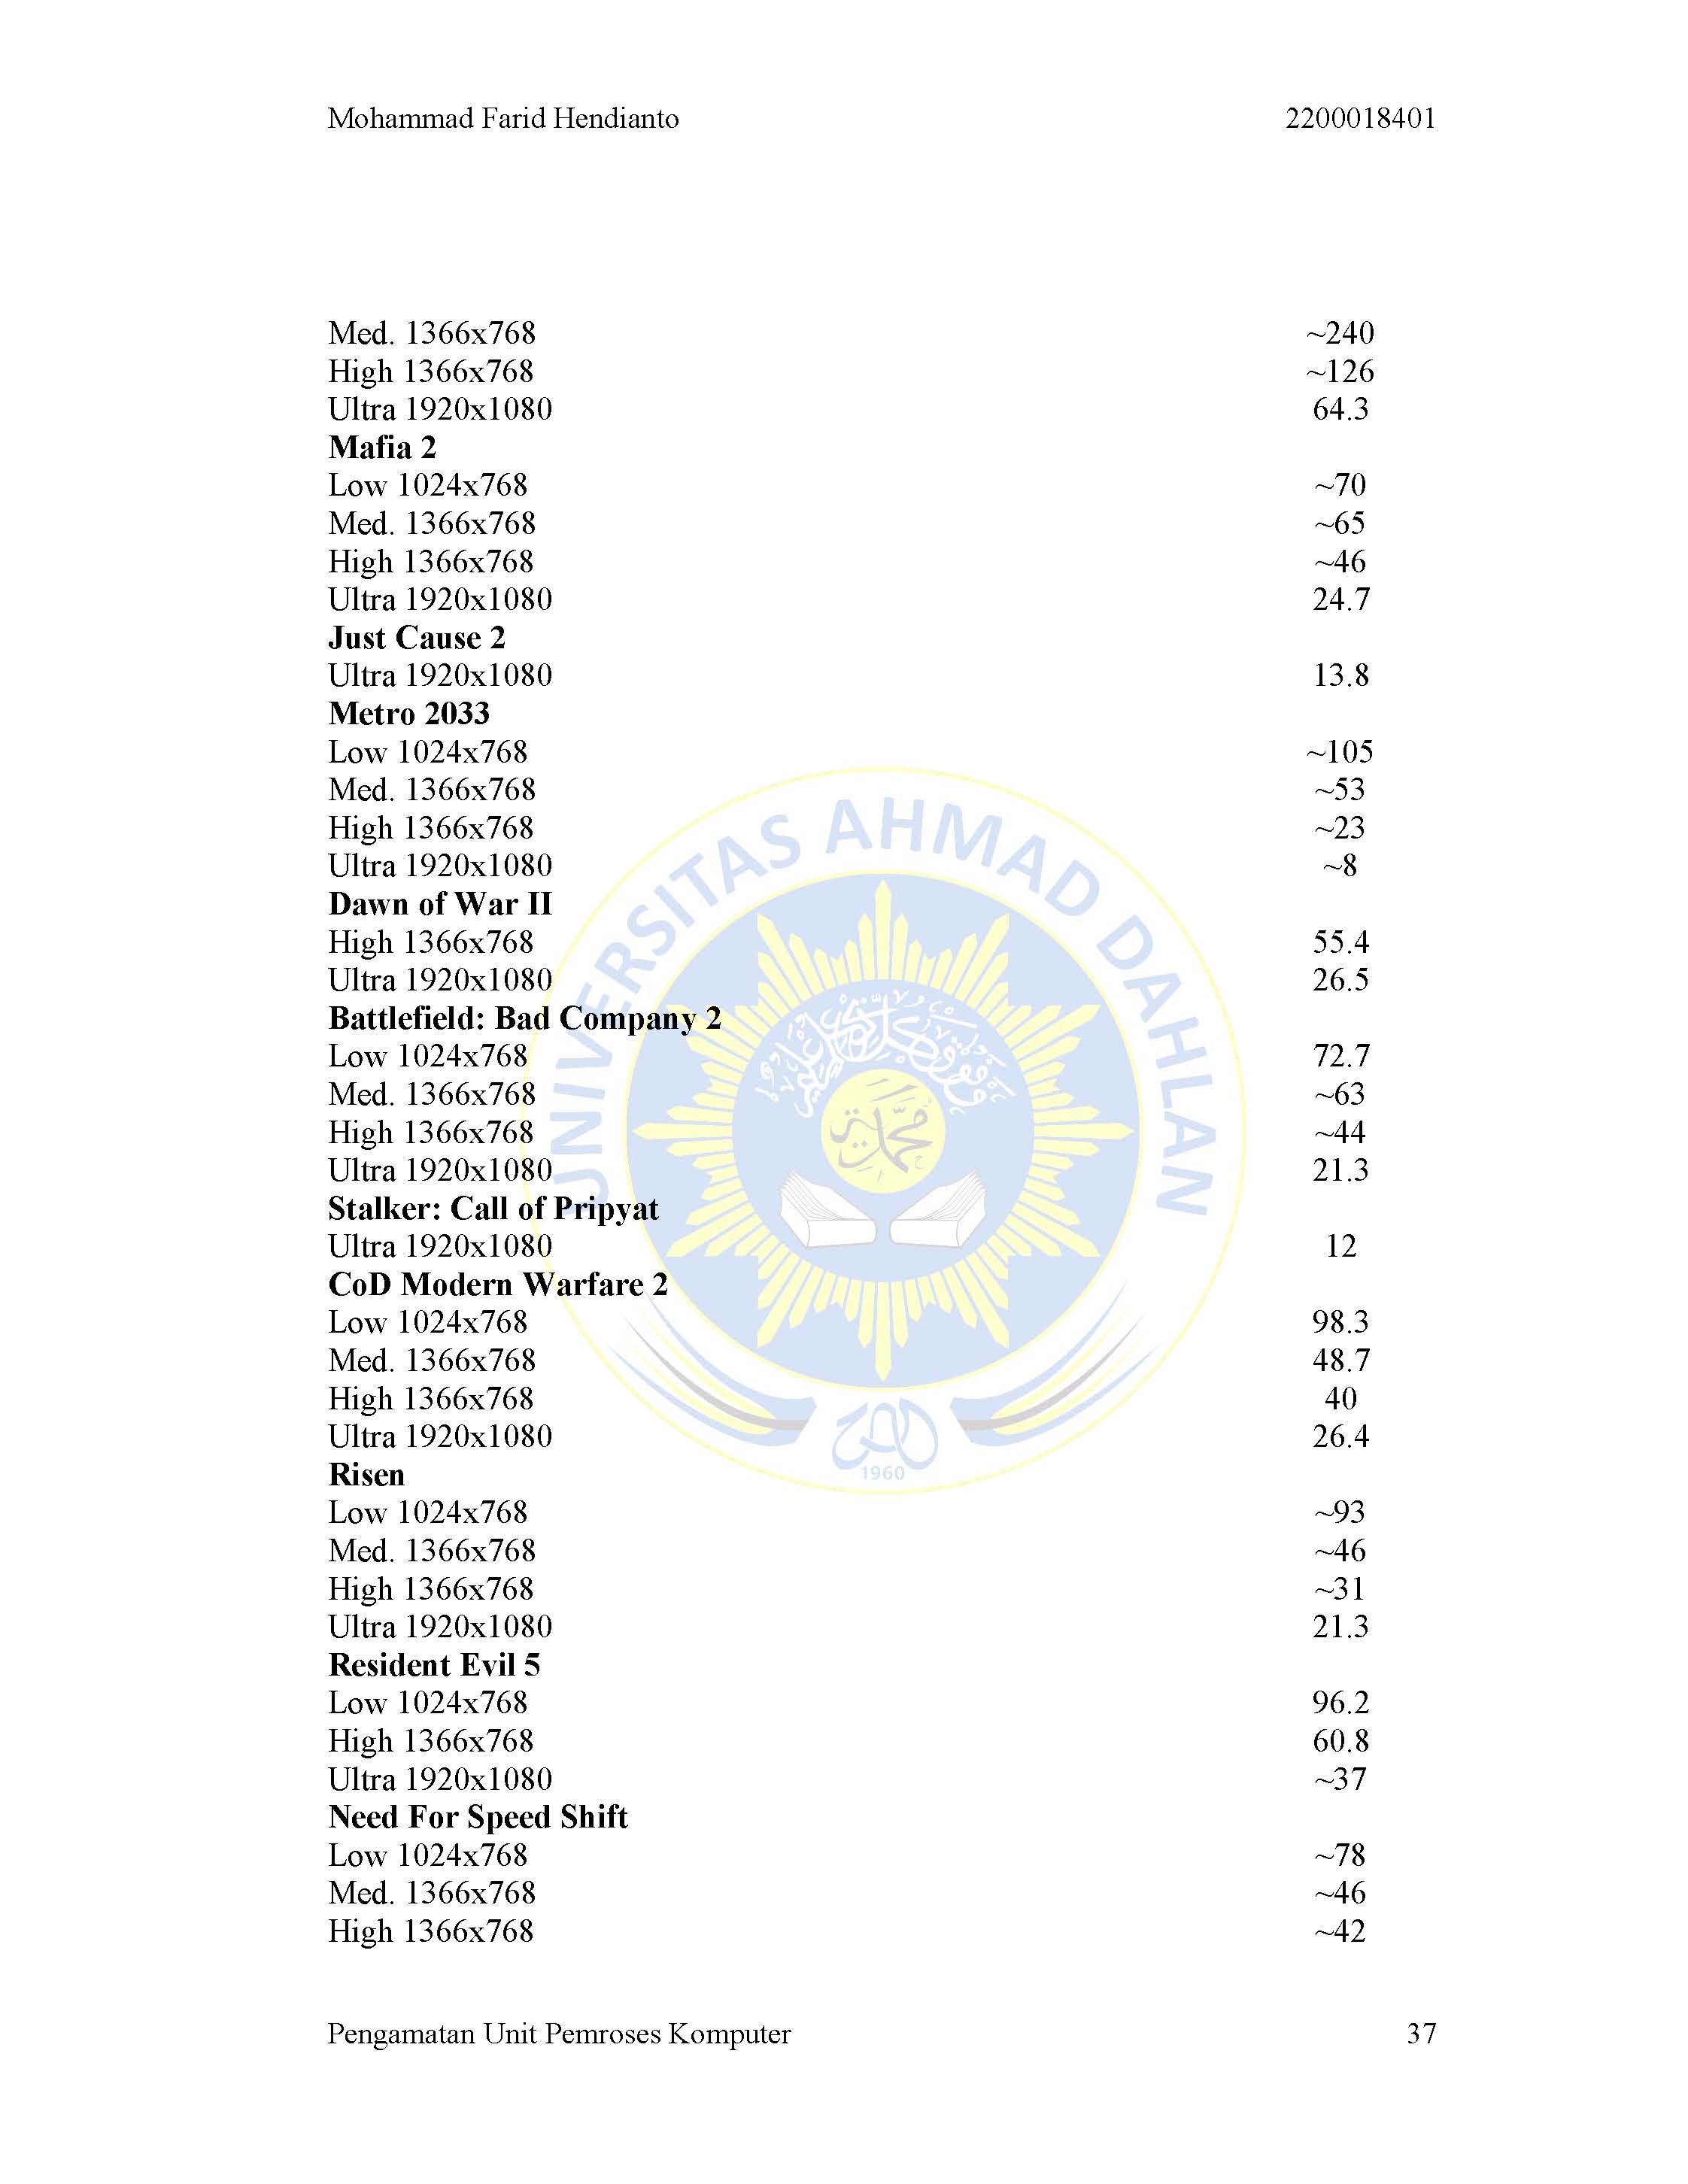 Mohammad Farid Hendianto 2200018401
Med. 1366x768 ~240
High 1366x768 ~126
Ultra 1920x1080 64.3
Mafia 2
Low 1024x768 ~70
Med. 1366x768 ~65
High 1366x768 ~46
Ultra 1920x1080 24.7
Just Cause 2
Ultra 1920x1080 13.8
Metro 2033
Low 1024x768 ~105
Med. 1366x768 ~53
High 1366x768 ~23
Ultra 1920x1080 ~8
Dawn of War II
High 1366x768 55.4
Ultra 1920x1080 26.5
Battlefield: Bad Company 2
Low 1024x768 72.7
Med. 1366x768 ~63
High 1366x768 ~44
Ultra 1920x1080 21.3
Stalker: Call of Pripyat
Ultra 1920x1080 12
CoD Modern Warfare 2
Low 1024x768 98.3
Med. 1366x768 48.7
High 1366x768 40
Ultra 1920x1080 26.4
Risen
Low 1024x768 ~93
Med. 1366x768 ~46
High 1366x768 ~31
Ultra 1920x1080 21.3
Resident Evil 5
Low 1024x768 96.2
High 1366x768 60.8
Ultra 1920x1080 ~37
Need For Speed Shift
Low 1024x768 ~78
Med. 1366x768 ~46
High 1366x768 ~42
UNIVERSITAS AHMAD DAHLAN
1960
Pengamatan Unit Pemroses Komputer 37